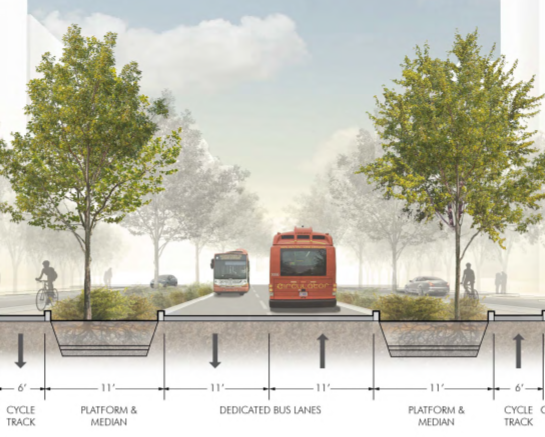 6'
11'
11'
11'
11'
6'
CYCLE
TRACK
PLATFORM &
MEDIAN
DEDICATED BUS LANES
PLATFORM &
MEDIAN
CYCLE
TRACK